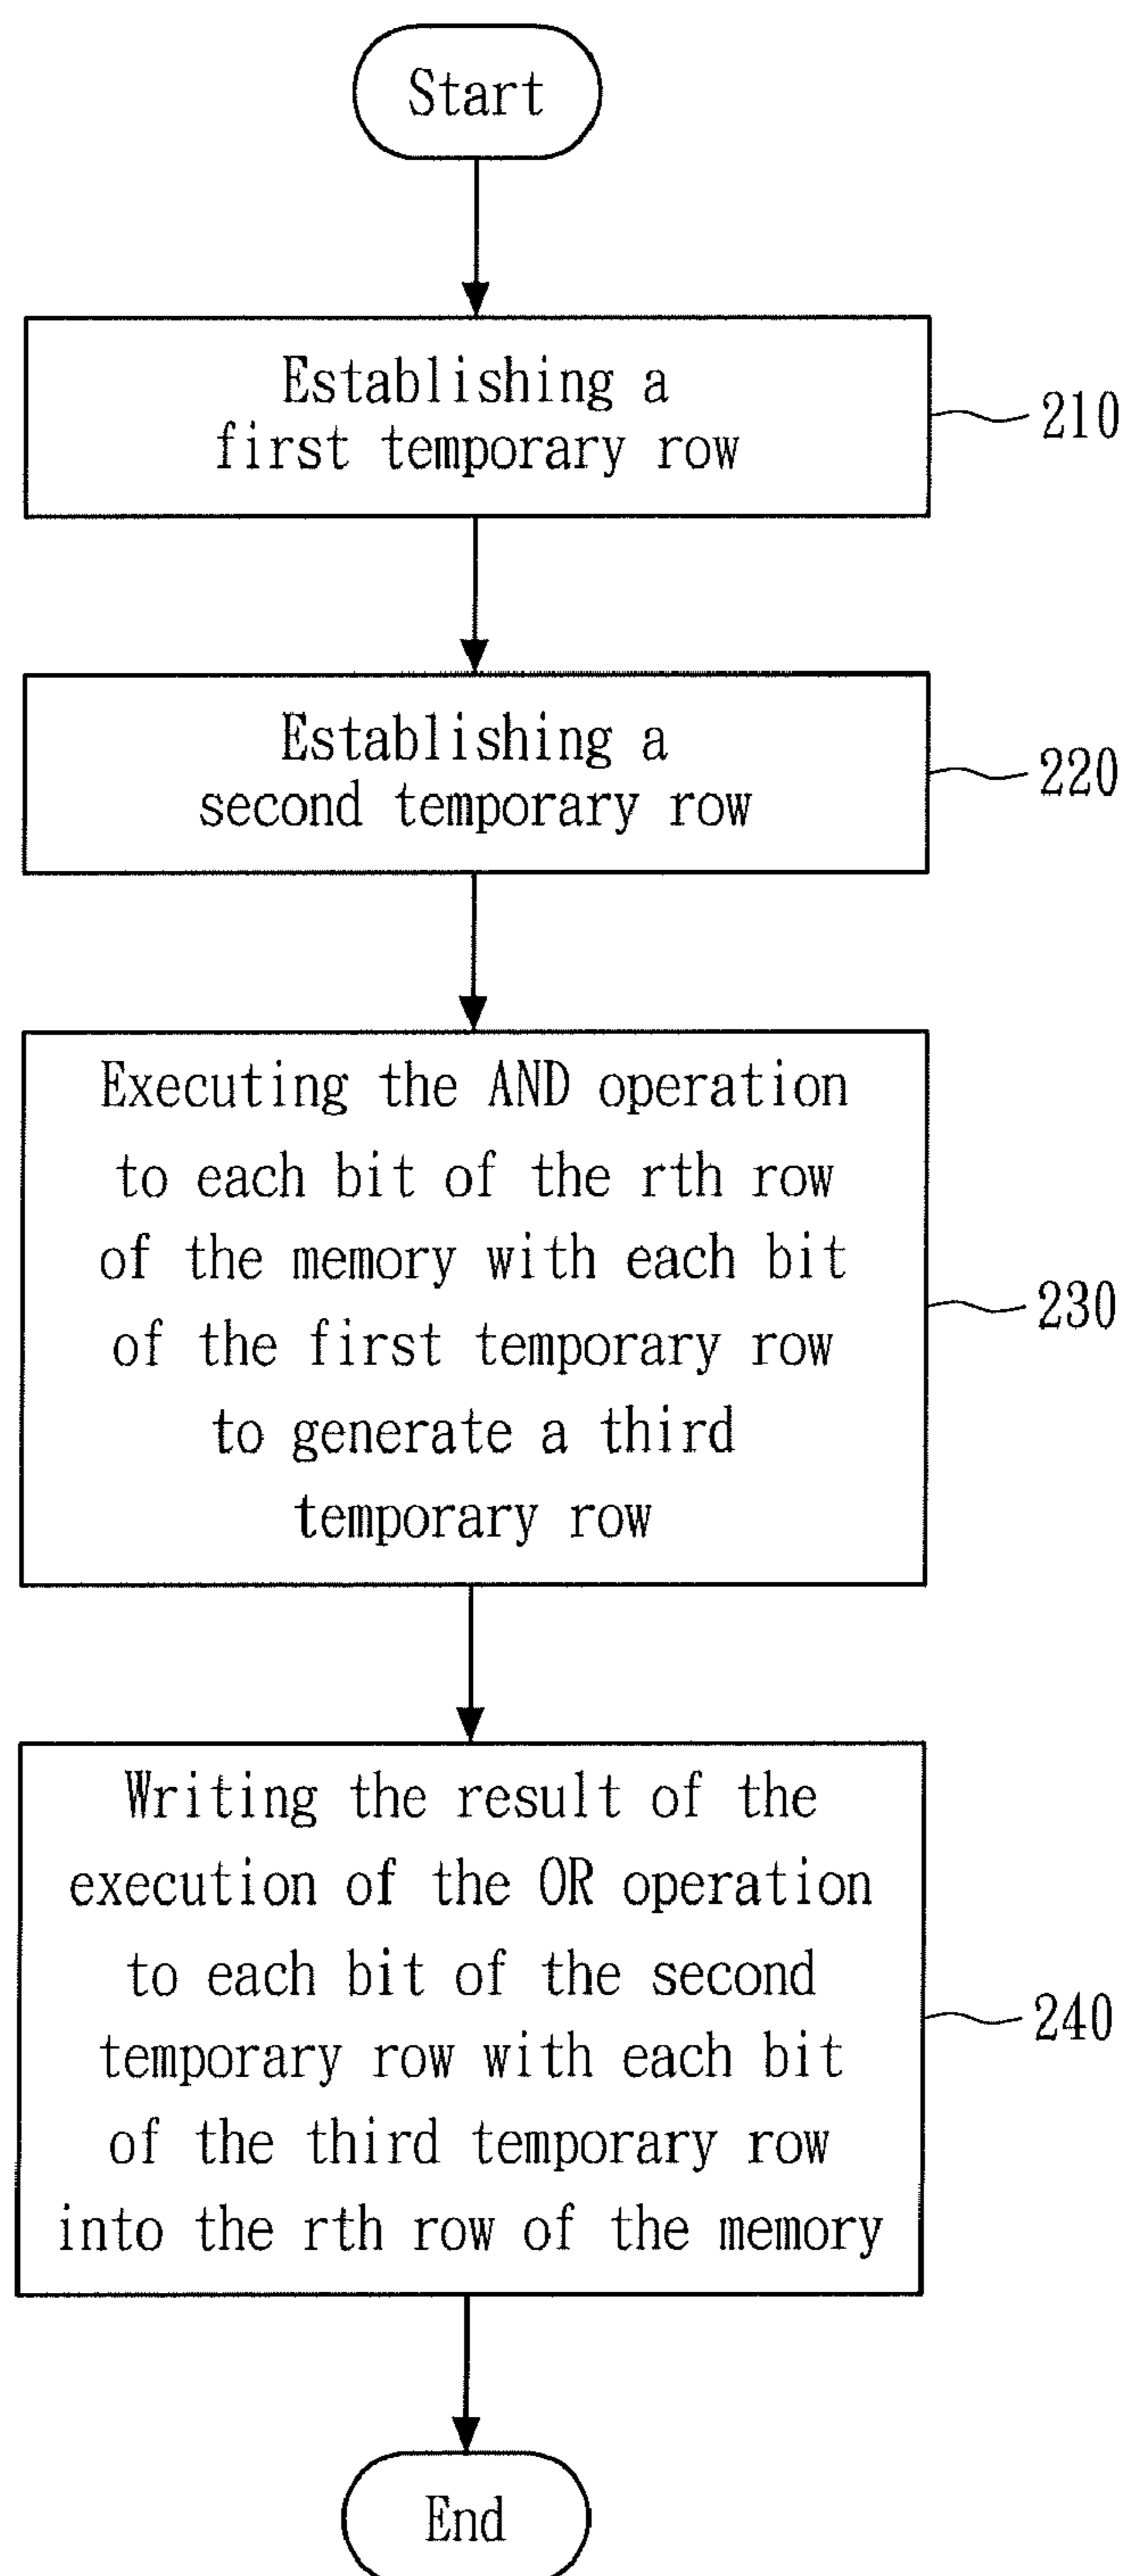 Start
Establishing a
first temporary row
210
Establishing a
second temporary row
220
Executing the AND operation
to each bit of the rth row
of the memory with each bit
of the first temporary row
to generate a third
temporary row
230
Writing the result of the
execution of the OR operation
to each bit of the second
temporary row with each bit
of the third temporary row
into the rth row of the memory
240
End